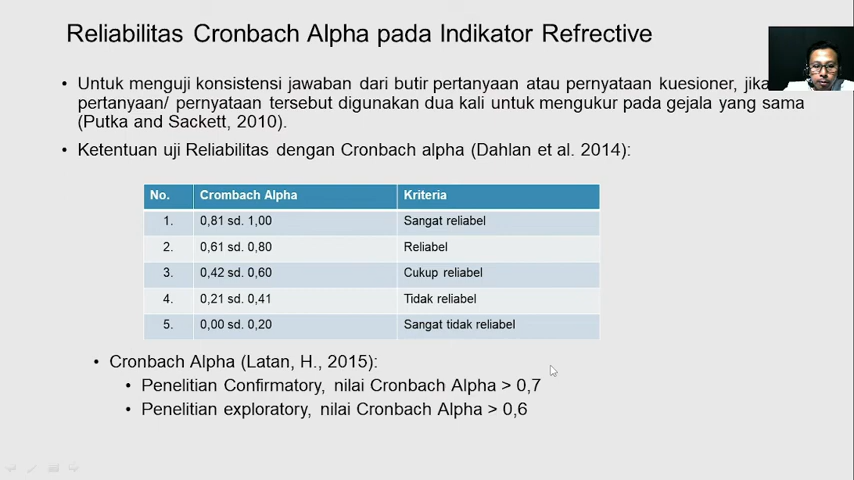 Reliabilitas Cronbach Alpha pada Indikator Refrective
• Untuk menguji konsistensi jawaban dari butir pertanyaan atau pernyataan kuesioner, jika
pertanyaan/ pernyataan tersebut digunakan dua kali untuk mengukur pada gejala yang sama
(Putka and Sackett, 2010).
• Ketentuan uji Reliabilitas dengan Cronbach alpha (Dahlan et al. 2014):
No. Crombach Alpha Kriteria
1. 0,81 sd. 1,00 Sangat reliabel
2. 0,61 sd. 0,80 Reliabel
3. 0,42 sd. 0,60 Cukup reliabel
4. 0,21 sd. 0,41 Tidak reliabel
5. 0,00 sd. 0,20 Sangat tidak reliabel
• Cronbach Alpha (Latan, H., 2015):
• Penelitian Confirmatory, nilai Cronbach Alpha > 0,7
• Penelitian exploratory, nilai Cronbach Alpha > 0,6